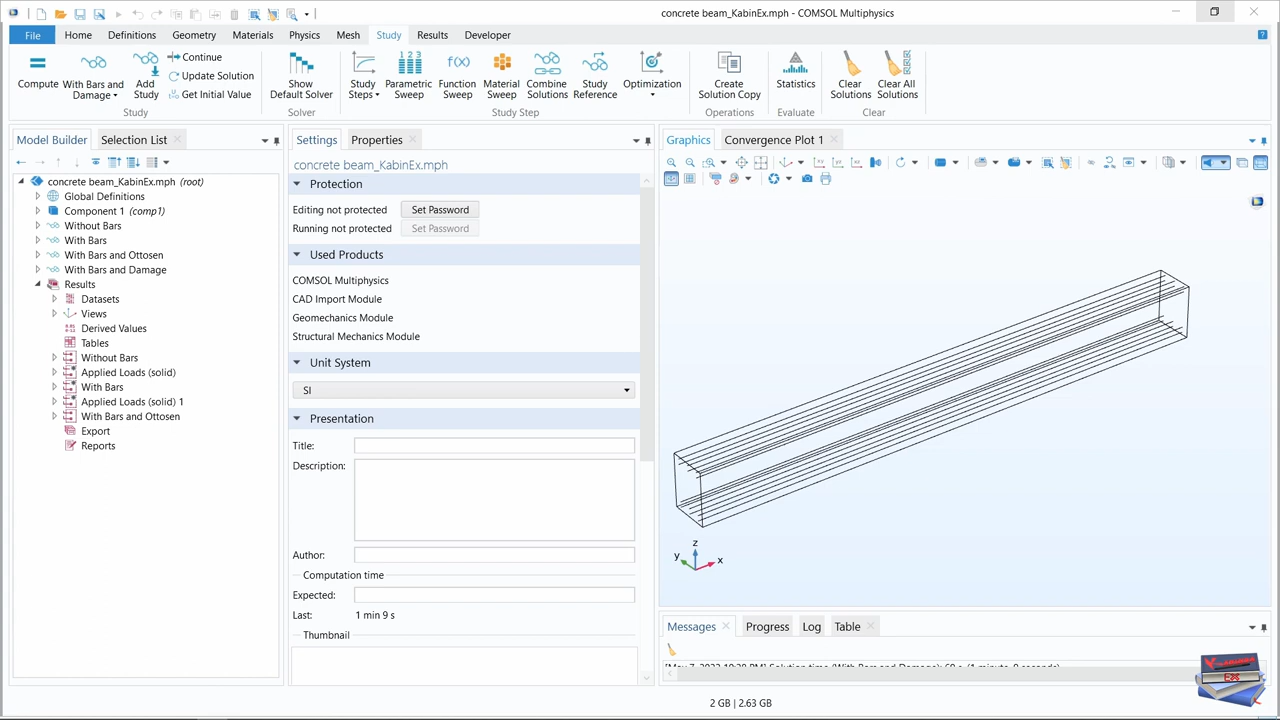 concrete beam_KabinEx.mph - COMSOL Multiphysics
File Home Definitions Geometry Materials Physics Mesh Study Results Developer
Compute
With Bars and Damage
Add Study
Continue
Update Solution
Get Initial Value
Study
Show Default Solver
Solver
Study Steps
Parametric Sweep
Function Sweep
Material Sweep
Combine Solutions
Study Reference
Optimization
Study Step
Create Solution Copy
Operations
Statistics
Evaluate
Clear Solutions
Clear All Solutions
Clear
Model Builder Selection List
concrete beam_KabinEx.mph (root)
Global Definitions
Component 1 (comp1)
Without Bars
With Bars
With Bars and Ottosen
With Bars and Damage
Results
Datasets
Views
Derived Values
Tables
Without Bars
Applied Loads (solid)
With Bars
Applied Loads (solid) 1
With Bars and Ottosen
Export
Reports
Settings Properties
concrete beam_KabinEx.mph
Protection
Editing not protected Set Password
Running not protected Set Password
Used Products
COMSOL Multiphysics
CAD Import Module
Geomechanics Module
Structural Mechanics Module
Unit System
SI
Presentation
Title:
Description:
Author:
Computation time
Expected:
Last: 1 min 9 s
Thumbnail
Graphics Convergence Plot 1
z
y
x
Messages Progress Log Table
2 GB | 2.63 GB